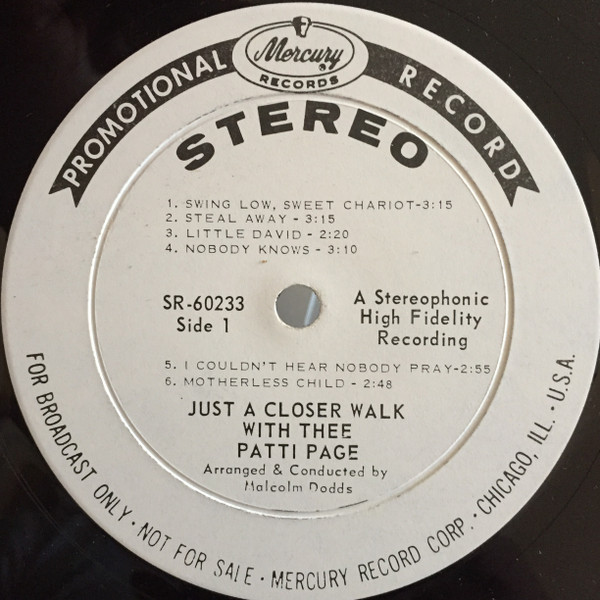 PROMOTIONAL RECORD
Mercury
RECORDS
STEREO
1. SWING LOW, SWEET CHARIOT-3:15
2. STEAL AWAY - 3:15
3. LITTLE DAVID - 2:20
4. NOBODY KNOWS - 3:10
SR-60233
Side 1
A Stereophonic
High Fidelity
Recording
5. I COULDN'T HEAR NOBODY PRAY-2:55
6. MOTHERLESS CHILD - 2:48
JUST A CLOSER WALK
WITH THEE
PATTI PAGE
Arranged & Conducted by
Malcolm Dodds
FOR BROADCAST ONLY · NOT FOR SALE · MERCURY RECORD CORP. · CHICAGO, ILL. · U.S.A.